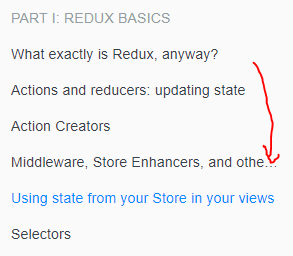 PART I: REDUX BASICS
What exactly is Redux, anyway?
Actions and reducers: updating state
Action Creators
Middleware, Store Enhancers, and othe...
Using state from your Store in your views
Selectors